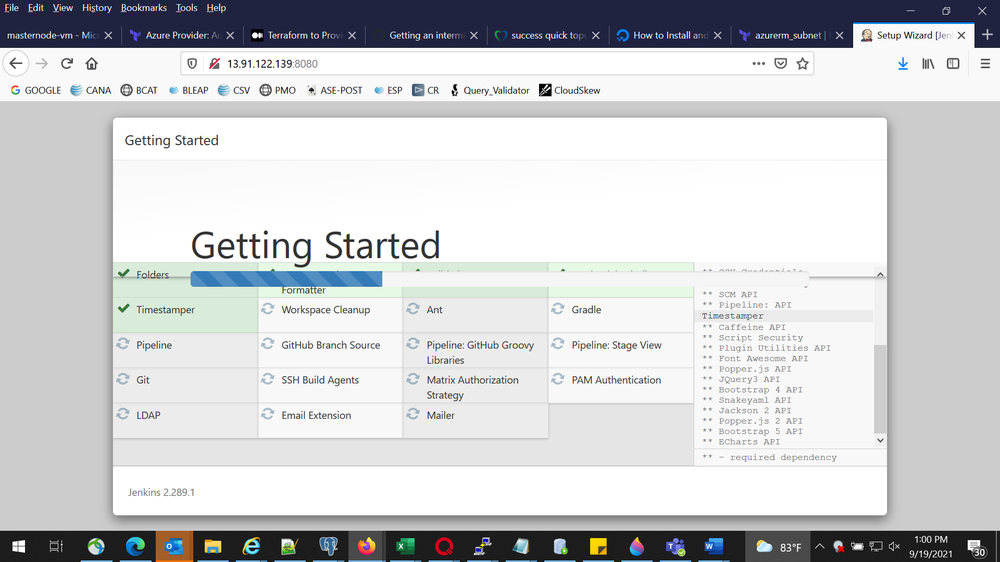 File Edit View History Bookmarks Tools Help
masternode-vm - Micr
Azure Provider: Au
Terraform to Provi
Getting an intermi
success quick topu
How to Install and
azurerm_subnet |
Setup Wizard [Jen
13.91.122.139:8080
GOOGLE CANA BCAT BLEAP CSV PMO ASE-POST ESP CR Query_Validator CloudSkew
Getting Started
Getting Started
Folders
Formatter
Timestamper
Workspace Cleanup
Ant
Gradle
Pipeline
GitHub Branch Source
Pipeline: GitHub Groovy
Libraries
Pipeline: Stage View
Git
SSH Build Agents
Matrix Authorization
Strategy
PAM Authentication
LDAP
Email Extension
Mailer
** SSH Credentials
** SCM API
** Pipeline: API
Timestamper
** Caffeine API
** Script Security
** Plugin Utilities API
** Font Awesome API
** Popper.js API
** JQuery3 API
** Bootstrap 4 API
** Snakeyaml API
** Jackson 2 API
** Popper.js 2 API
** Bootstrap 5 API
** ECharts API
** - required dependency
Jenkins 2.289.1
83°F
1:00 PM
9/19/2021
30